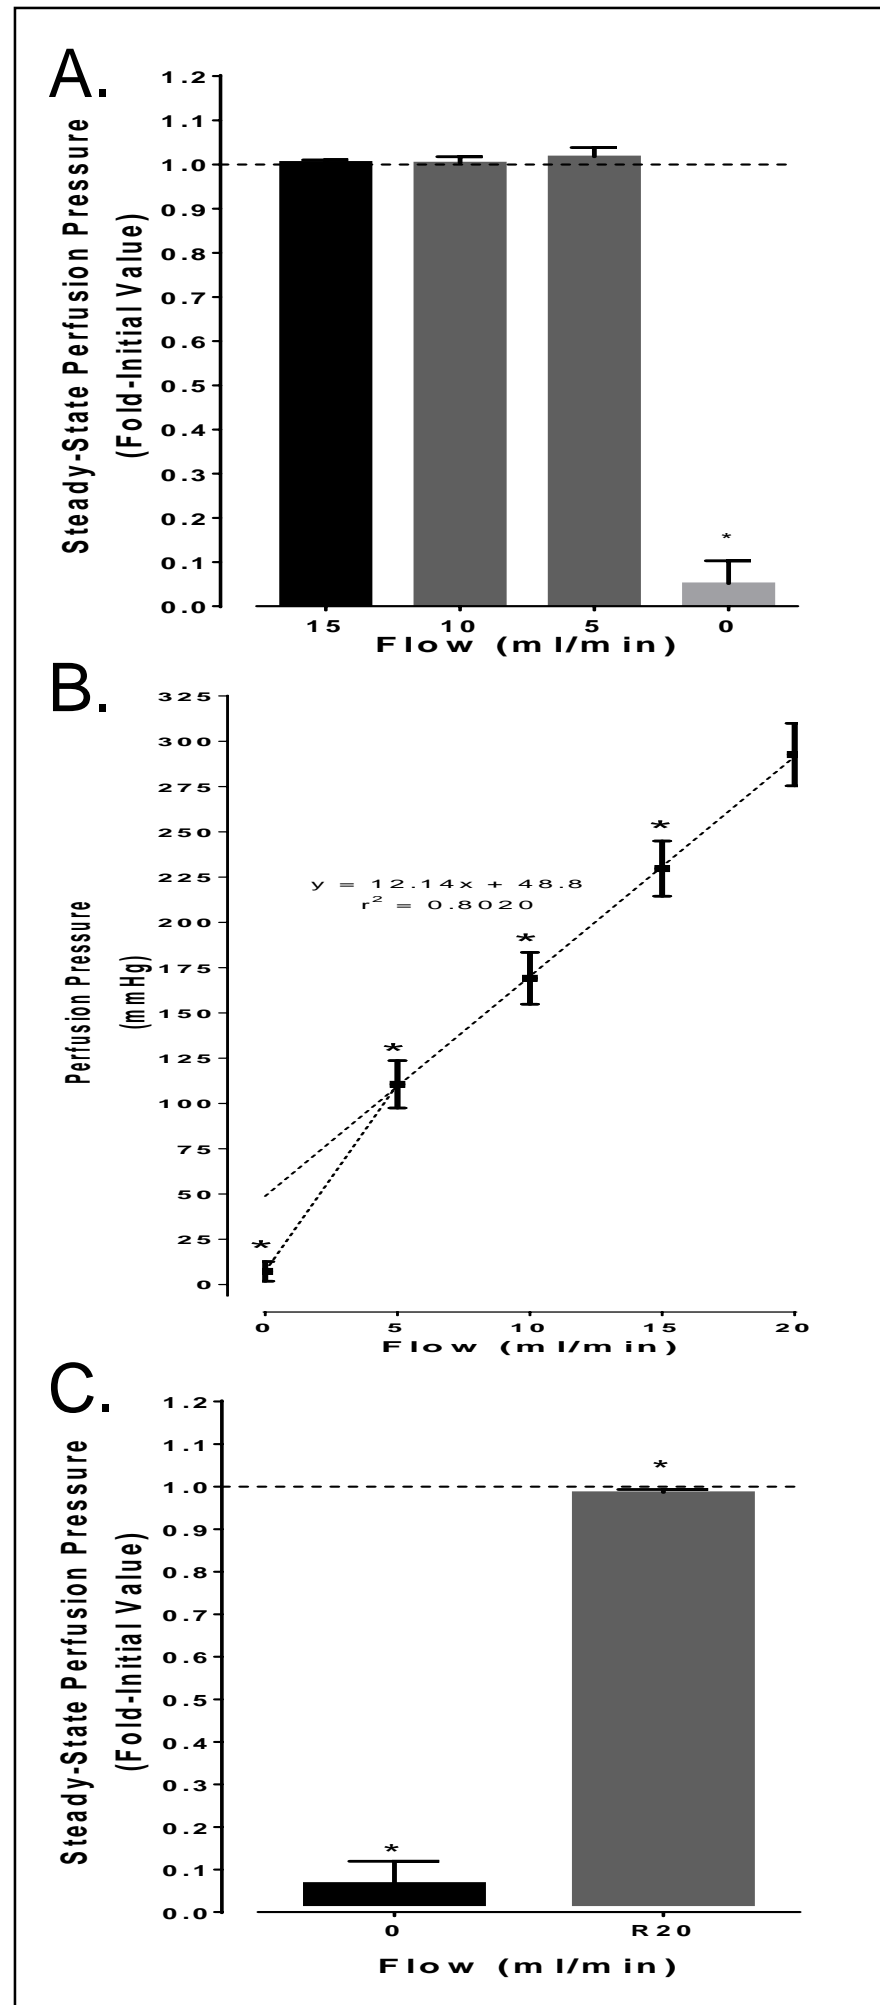 A.
Steady-State Perfusion Pressure
(Fold-Initial Value)
1.2
1.1
1.0
0.9
0.8
0.7
0.6
0.5
0.4
0.3
0.2
0.1
0.0
*
15 10 5 0
Flow (ml/min)
B.
Perfusion Pressure
(mmHg)
325
300
275
250
225
200
175
150
125
100
75
50
25
0
y = 12.14x + 48.8
r² = 0.8020
*
*
*
*
0 5 10 15 20
Flow (ml/min)
C.
Steady-State Perfusion Pressure
(Fold-Initial Value)
1.2
1.1
1.0
0.9
0.8
0.7
0.6
0.5
0.4
0.3
0.2
0.1
0.0
*
*
0 R20
Flow (ml/min)